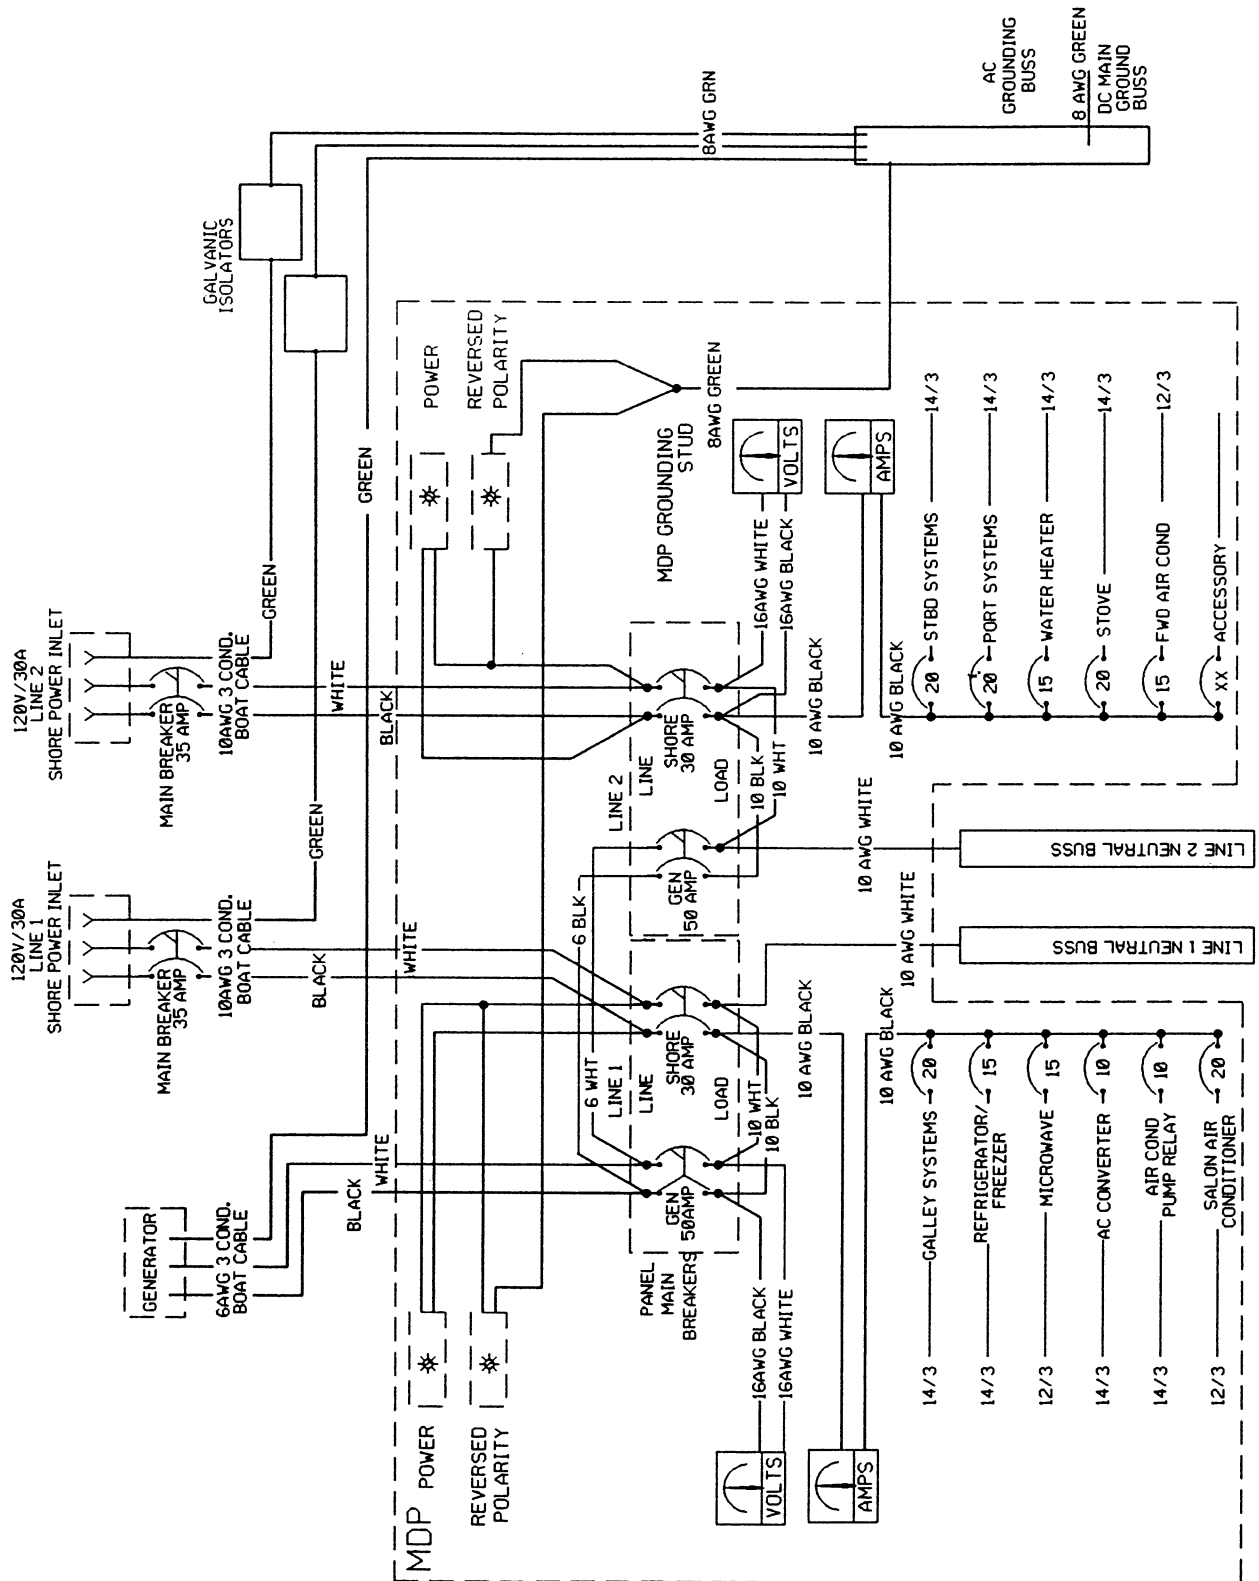 120V/30A
LINE 2
SHORE POWER INLET
MAIN BREAKER
35 AMP
10AWG 3 COND.
BOAT CABLE
GREEN
WHITE
BLACK
GALVANIC
ISOLATORS
8AWG GRN
AC
GROUNDING
BUSS
8 AWG GREEN
DC MAIN
GROUND
BUSS
120V/30A
LINE 1
SHORE POWER INLET
MAIN BREAKER
35 AMP
10AWG 3 COND.
BOAT CABLE
GREEN
WHITE
BLACK
GENERATOR
6AWG 3 COND.
BOAT CABLE
GREEN
WHITE
BLACK
MDP
POWER
REVERSED
POLARITY
POWER
REVERSED
POLARITY
MDP GROUNDING
STUD
8AWG GREEN
PANEL
MAIN
BREAKERS
GEN
50AMP
6 WHT
6 BLK
LINE 1
LINE
SHORE
30 AMP
LOAD
10 WHT
10 BLK
LINE 2
LINE
GEN
50 AMP
SHORE
30 AMP
LOAD
10 BLK
10 WHT
16AWG BLACK
16AWG WHITE
VOLTS
AMPS
10 AWG BLACK
10 AWG BLACK
16AWG WHITE
16AWG BLACK
VOLTS
AMPS
10 AWG BLACK
10 AWG BLACK
10 AWG WHITE
10 AWG WHITE
LINE 1 NEUTRAL BUSS
LINE 2 NEUTRAL BUSS
14/3 GALLEY SYSTEMS 20
14/3 REFRIGERATOR/
FREEZER 15
12/3 MICROWAVE 15
14/3 AC CONVERTER 10
14/3 AIR COND
PUMP RELAY 10
12/3 SALON AIR
CONDITIONER 20
20 STBD SYSTEMS 14/3
20 PORT SYSTEMS 14/3
15 WATER HEATER 14/3
20 STOVE 14/3
15 FWD AIR COND 12/3
XX ACCESSORY